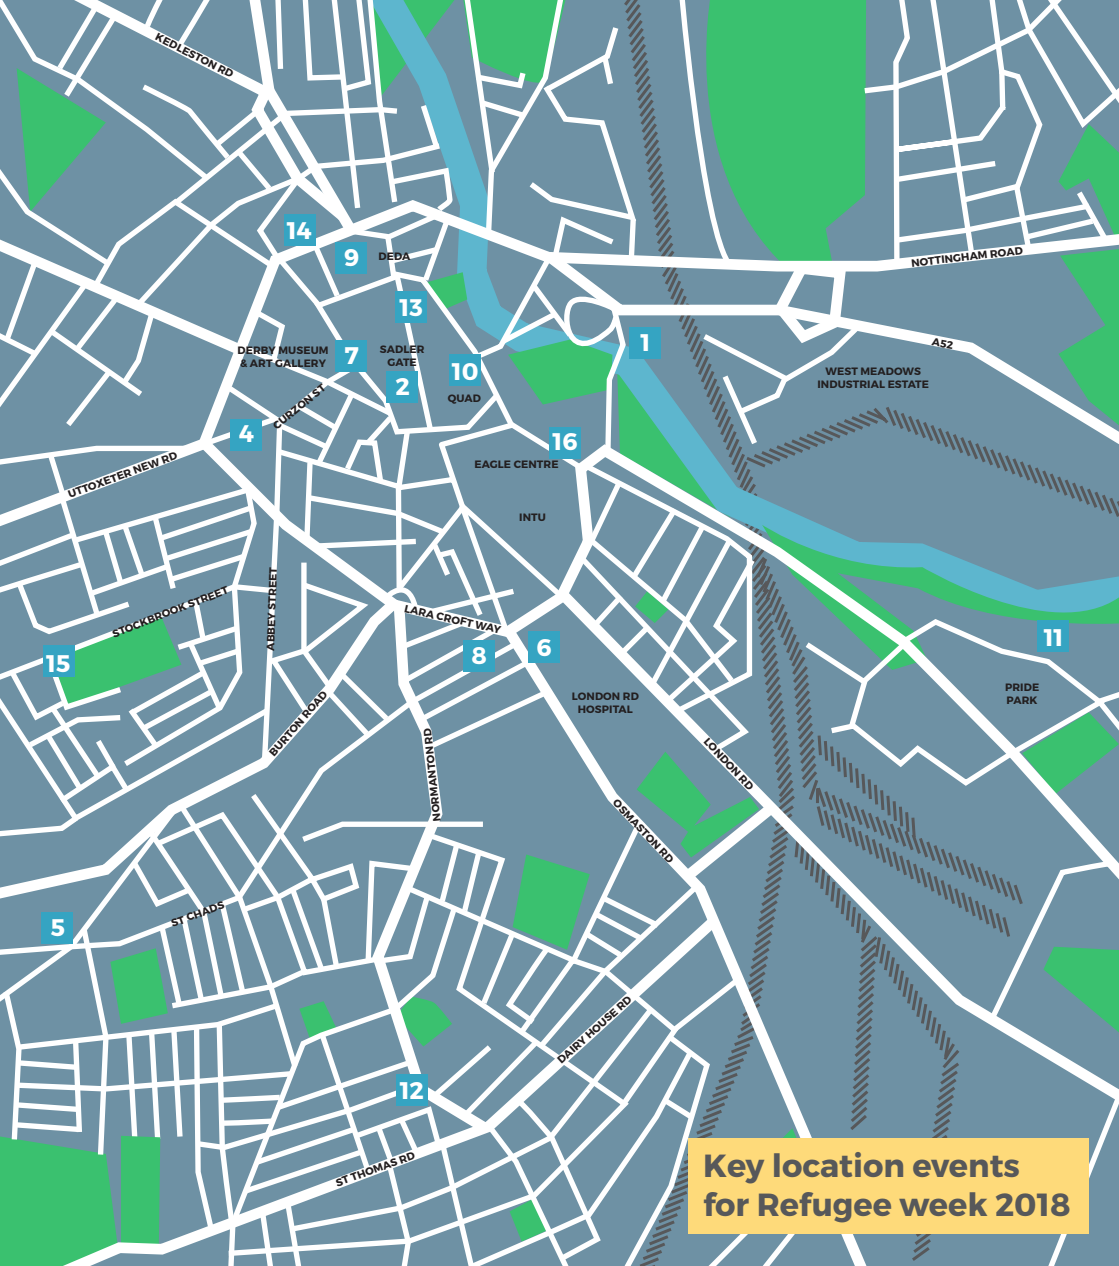 KEDLESTON RD
14
9
DEDA
NOTTINGHAM ROAD
13
1
A52
DERBY MUSEUM
& ART GALLERY
7
SADLER
GATE
2
10
QUAD
WEST MEADOWS
INDUSTRIAL ESTATE
CURZON ST
4
16
EAGLE CENTRE
UTTOXETER NEW RD
INTU
STOCKBROOK STREET
ABBEY STREET
LARA CROFT WAY
15
8
6
11
PRIDE
PARK
LONDON RD
HOSPITAL
BURTON ROAD
NORMANTON RD
LONDON RD
OSMASTON RD
5
ST CHADS
DAIRY HOUSE RD
12
ST THOMAS RD
Key location events
for Refugee week 2018